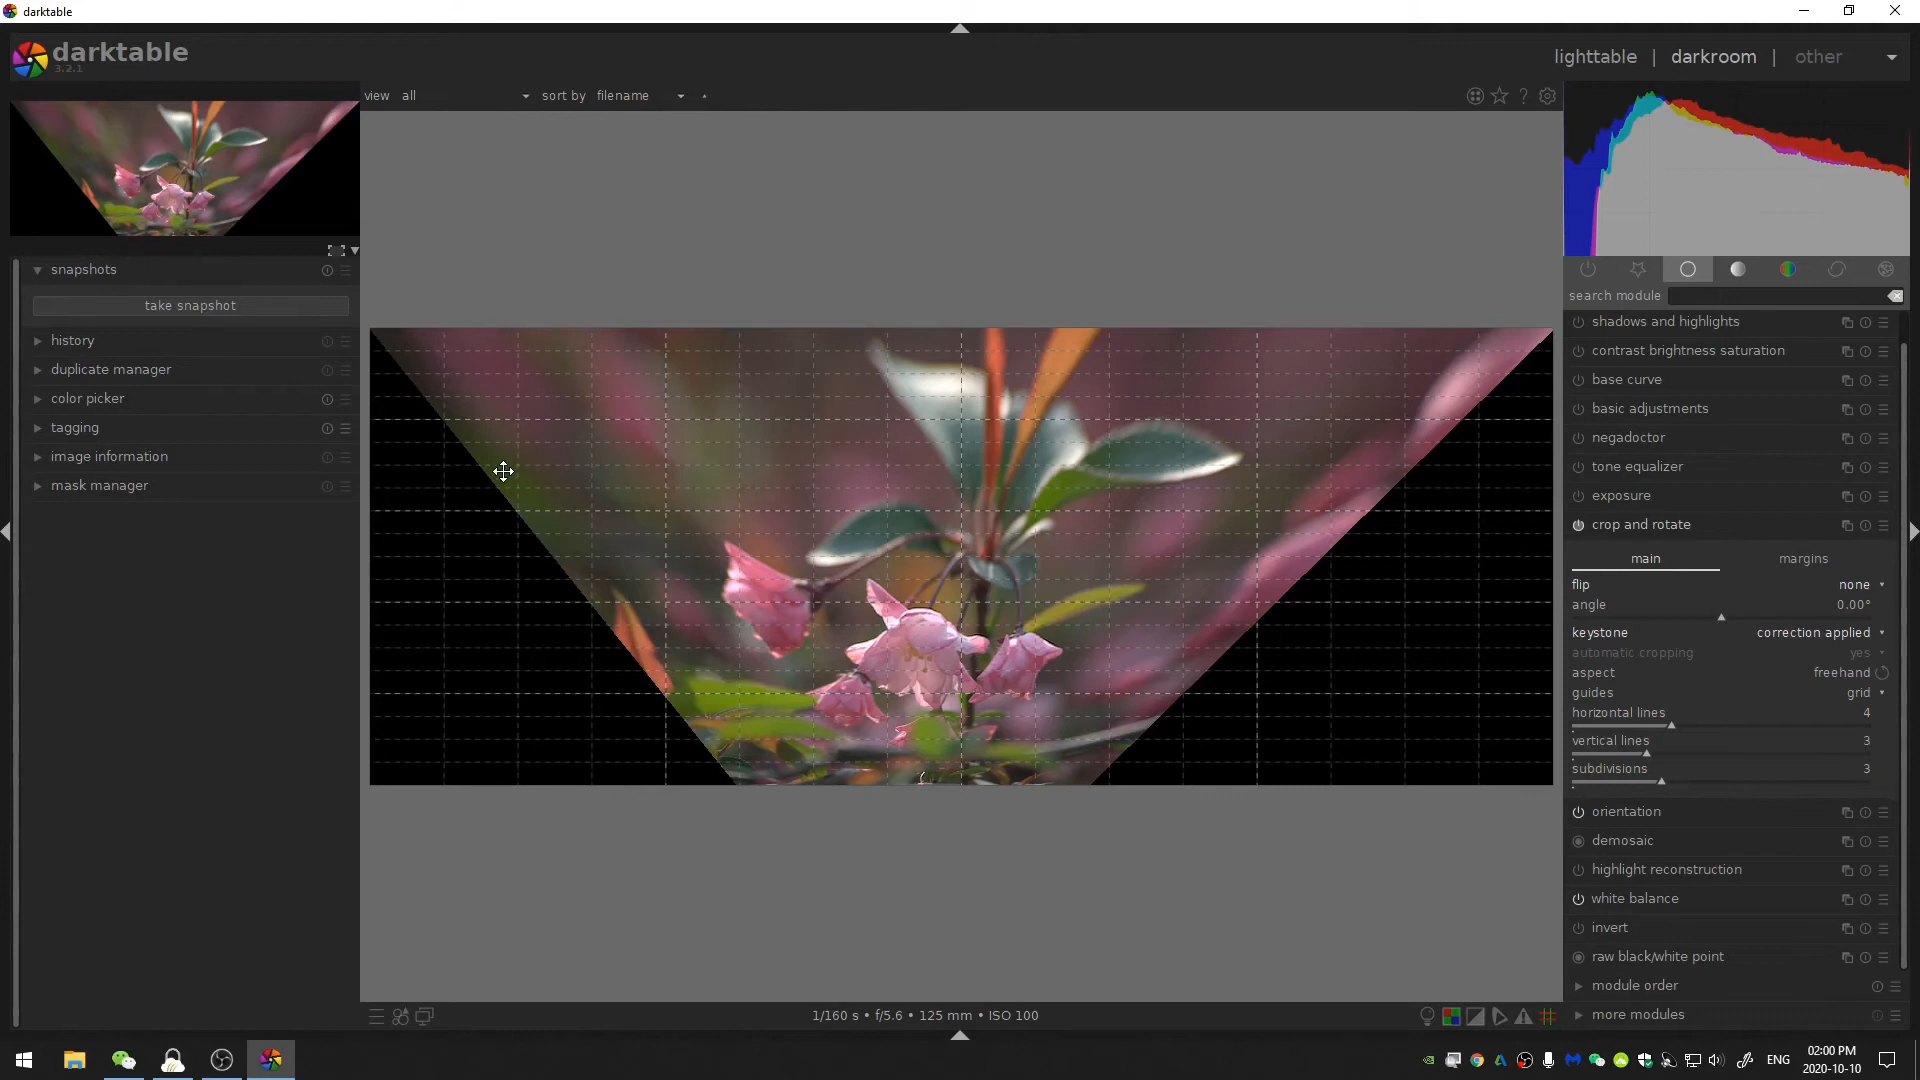 darktable
darktable
3.2.1
lighttable | darkroom | other
view all sort by filename
snapshots
take snapshot
history
duplicate manager
color picker
tagging
image information
mask manager
search module
shadows and highlights
contrast brightness saturation
base curve
basic adjustments
negadoctor
tone equalizer
exposure
crop and rotate
main margins
flip none
angle 0.00°
keystone correction applied
automatic cropping yes
aspect freehand
guides grid
horizontal lines 4
vertical lines 3
subdivisions 3
orientation
demosaic
highlight reconstruction
white balance
invert
raw black/white point
module order
more modules
1/160 s • f/5.6 • 125 mm • ISO 100
ENG
02:00 PM
2020-10-10